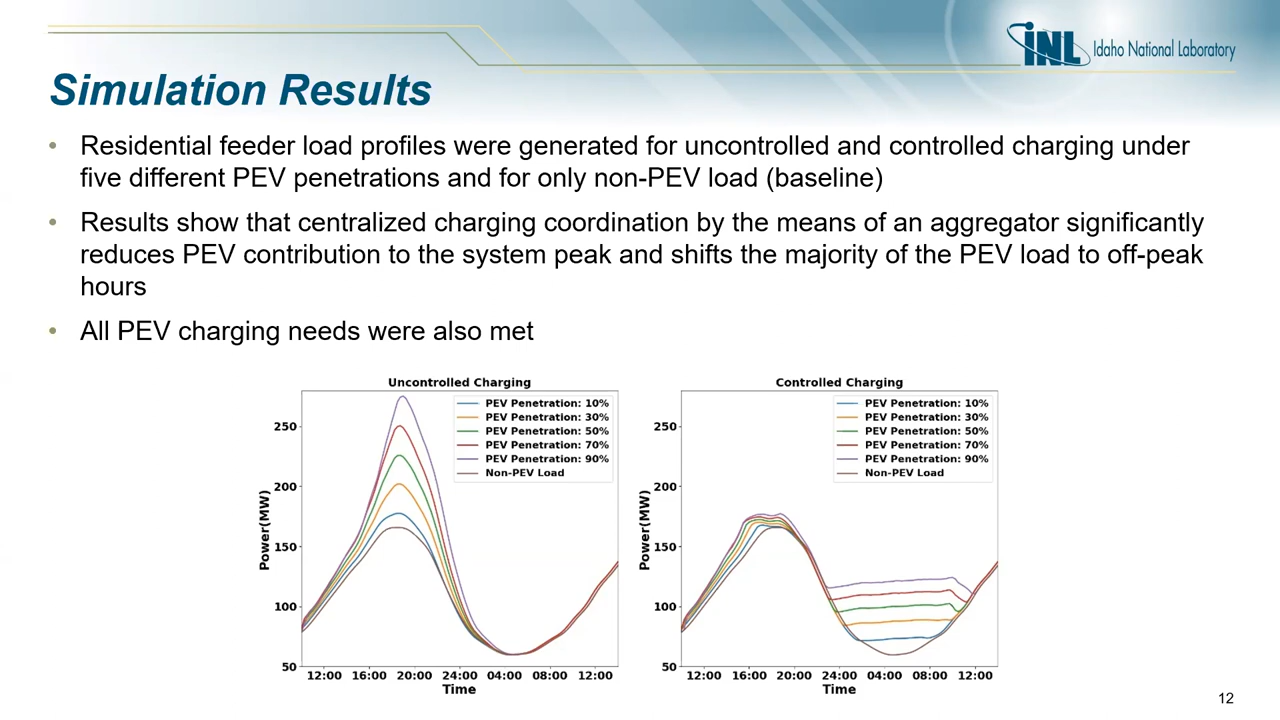 INL Idaho National Laboratory
Simulation Results
• Residential feeder load profiles were generated for uncontrolled and controlled charging under
five different PEV penetrations and for only non-PEV load (baseline)
• Results show that centralized charging coordination by the means of an aggregator significantly
reduces PEV contribution to the system peak and shifts the majority of the PEV load to off-peak
hours
• All PEV charging needs were also met
Uncontrolled Charging
PEV Penetration: 10%
PEV Penetration: 30%
PEV Penetration: 50%
PEV Penetration: 70%
PEV Penetration: 90%
Non-PEV Load
Power(MW)
250
200
150
100
50
12:00 16:00 20:00 24:00 04:00 08:00 12:00
Time
Controlled Charging
PEV Penetration: 10%
PEV Penetration: 30%
PEV Penetration: 50%
PEV Penetration: 70%
PEV Penetration: 90%
Non-PEV Load
Power(MW)
250
200
150
100
50
12:00 16:00 20:00 24:00 04:00 08:00 12:00
Time
12